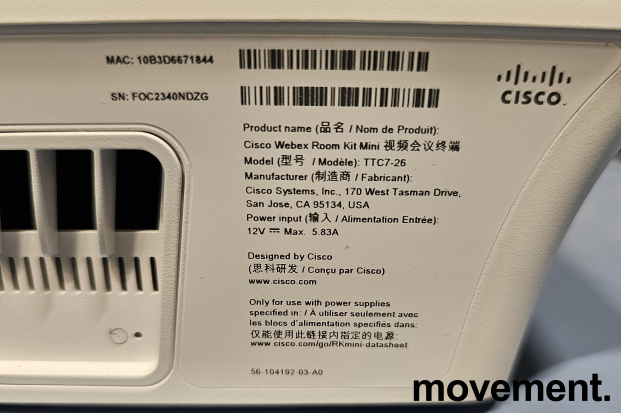 MAC: 10B3D6671844
SN: FOC2340NDZG
CISCO
Product name (品名 / Nom de Produit):
Cisco Webex Room Kit Mini 视频会议终端
Model (型号 / Modèle): TTC7-26
Manufacturer (制造商 / Fabricant):
Cisco Systems, Inc., 170 West Tasman Drive,
San Jose, CA 95134, USA
Power input (输入 / Alimentation Entrée):
12V ⎓ Max. 5.83A
Designed by Cisco
(思科研发 / Conçu par Cisco)
www.cisco.com
Only for use with power supplies
specified in: / À utiliser seulement avec
les blocs d'alimentation spécifiés dans:
仅能使用此链接内指定的电源:
www.cisco.com/go/RKmini-datasheet
56-104192-03-A0
movement.